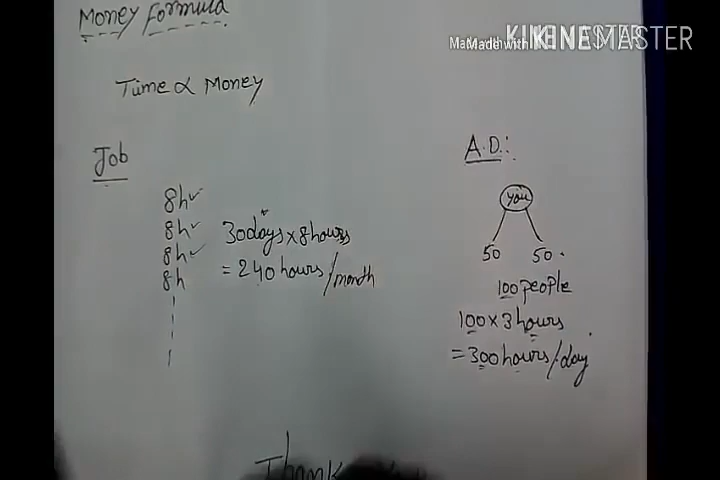 Money Formula
Time ∝ Money
Job
8h✓
8h✓
8h✓
8h
30days × 8hours
= 240 hours/month
A.D.:
You
50 50.
100 people
100 × 3 hours
= 300 hours/day
Thank
Made with KINEMASTER